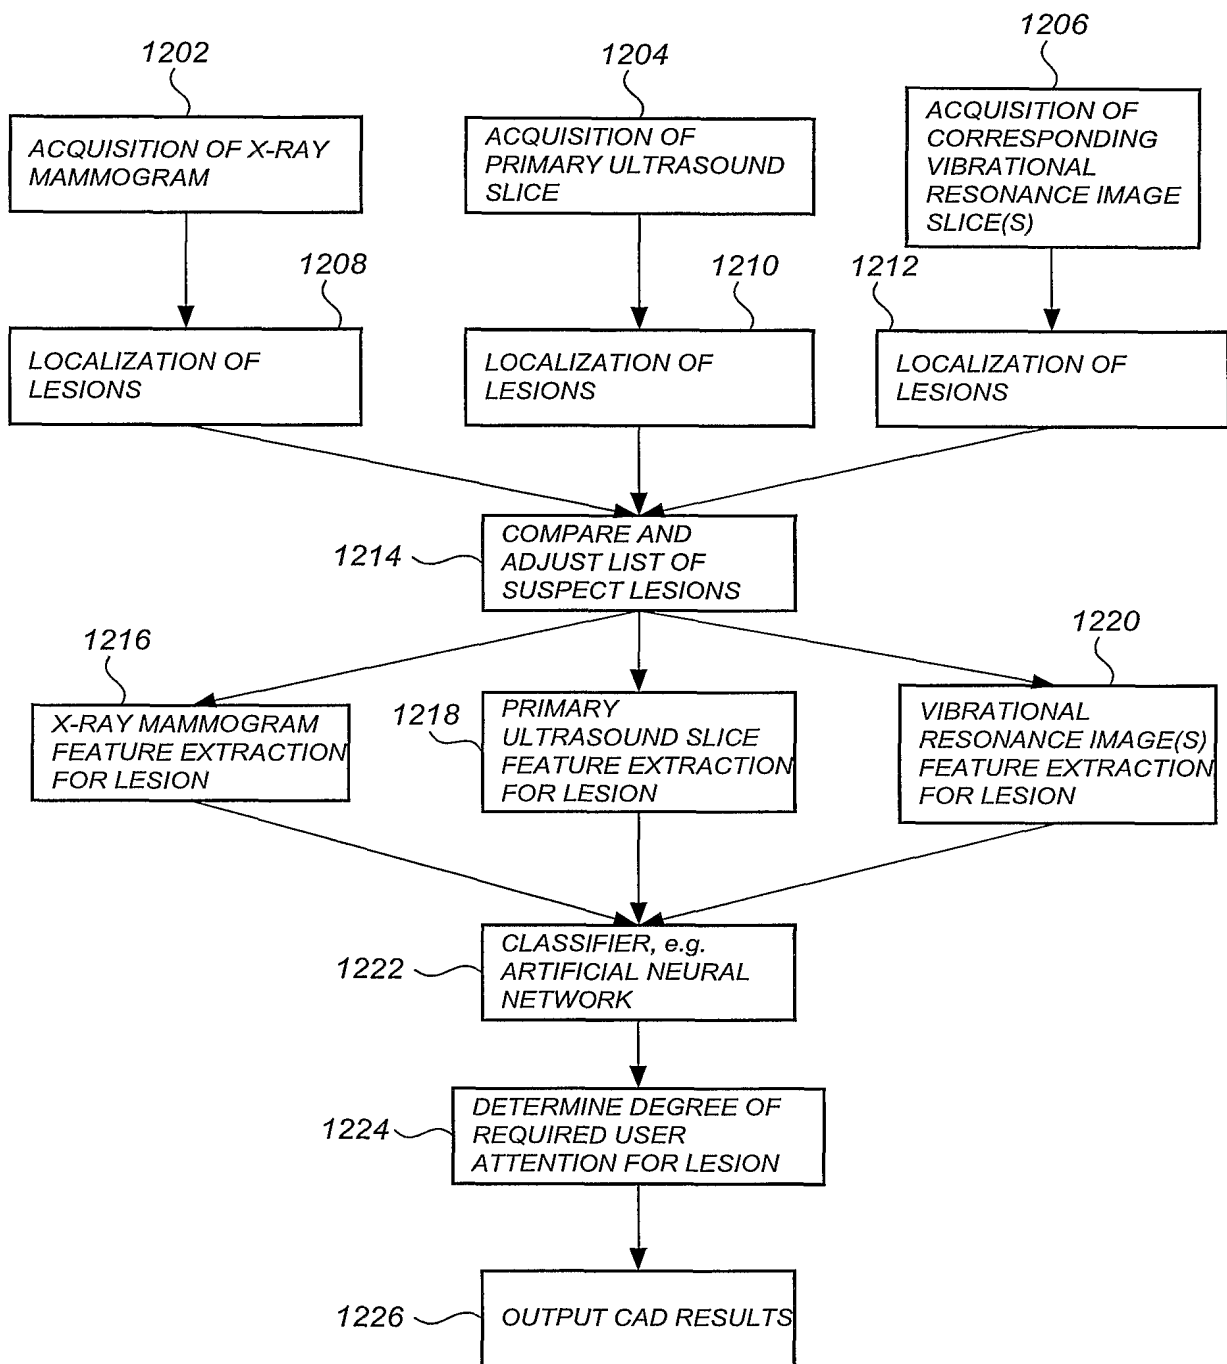 1202
1204
1206
ACQUISITION OF X-RAY
MAMMOGRAM
ACQUISITION OF
PRIMARY ULTRASOUND
SLICE
ACQUISITION OF
CORRESPONDING
VIBRATIONAL
RESONANCE IMAGE
SLICE(S)
1208
1210
1212
LOCALIZATION OF
LESIONS
LOCALIZATION OF
LESIONS
LOCALIZATION OF
LESIONS
1214
COMPARE AND
ADJUST LIST OF
SUSPECT LESIONS
1216
1218
1220
X-RAY MAMMOGRAM
FEATURE EXTRACTION
FOR LESION
PRIMARY
ULTRASOUND SLICE
FEATURE EXTRACTION
FOR LESION
VIBRATIONAL
RESONANCE IMAGE(S)
FEATURE EXTRACTION
FOR LESION
1222
CLASSIFIER, e.g.
ARTIFICIAL NEURAL
NETWORK
1224
DETERMINE DEGREE OF
REQUIRED USER
ATTENTION FOR LESION
1226
OUTPUT CAD RESULTS